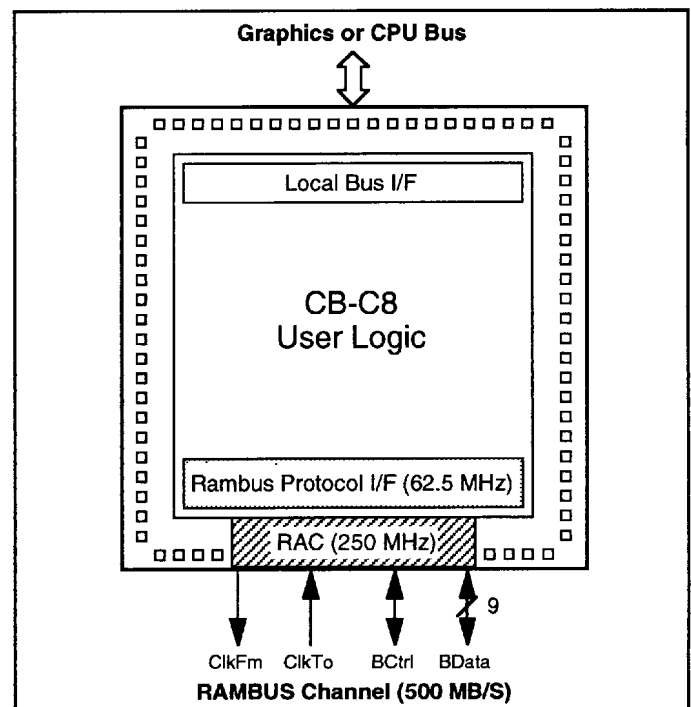 Graphics or CPU Bus
Local Bus I/F
CB-C8
User Logic
Rambus Protocol I/F (62.5 MHz)
RAC (250 MHz)
9
ClkFm ClkTo BCtrl BData
RAMBUS Channel (500 MB/S)